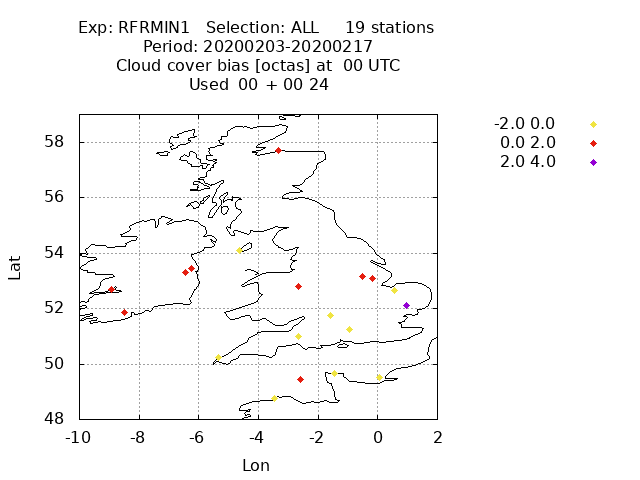 Exp: RFRMIN1 Selection: ALL 19 stations
Period: 20200203-20200217
Cloud cover bias [octas] at 00 UTC
Used 00 + 00 24
-2.0 0.0
0.0 2.0
2.0 4.0
58
56
54
52
50
48
Lat
-10 -8 -6 -4 -2 0 2
Lon